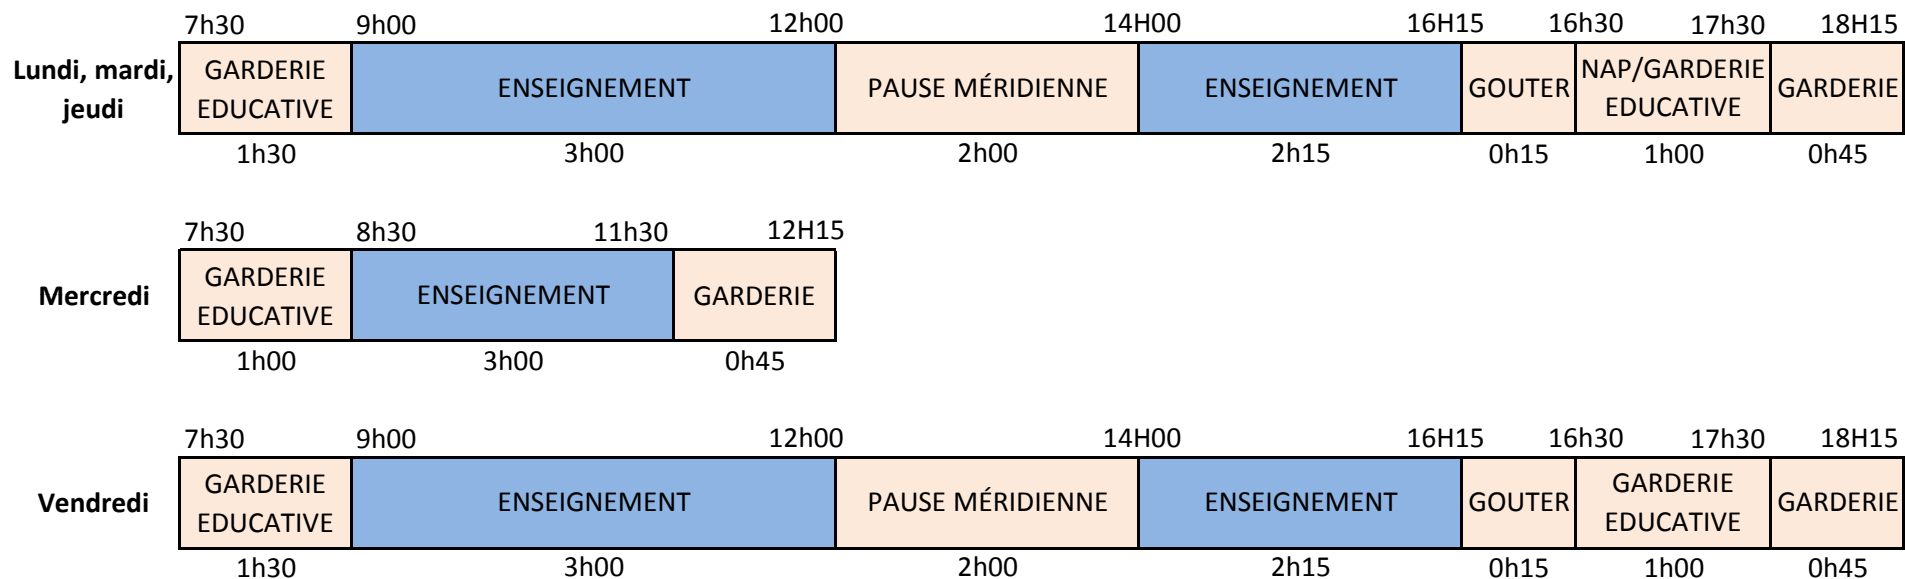 7h30 9h00 12h00 14H00 16H15 16h30 17h30 18H15
Lundi, mardi,
jeudi
GARDERIE
EDUCATIVE
ENSEIGNEMENT
PAUSE MÉRIDIENNE
ENSEIGNEMENT
GOUTER
NAP/GARDERIE
EDUCATIVE
GARDERIE
1h30 3h00 2h00 2h15 0h15 1h00 0h45
7h30 8h30 11h30 12H15
Mercredi
GARDERIE
EDUCATIVE
ENSEIGNEMENT
GARDERIE
1h00 3h00 0h45
7h30 9h00 12h00 14H00 16H15 16h30 17h30 18H15
Vendredi
GARDERIE
EDUCATIVE
ENSEIGNEMENT
PAUSE MÉRIDIENNE
ENSEIGNEMENT
GOUTER
GARDERIE
EDUCATIVE
GARDERIE
1h30 3h00 2h00 2h15 0h15 1h00 0h45